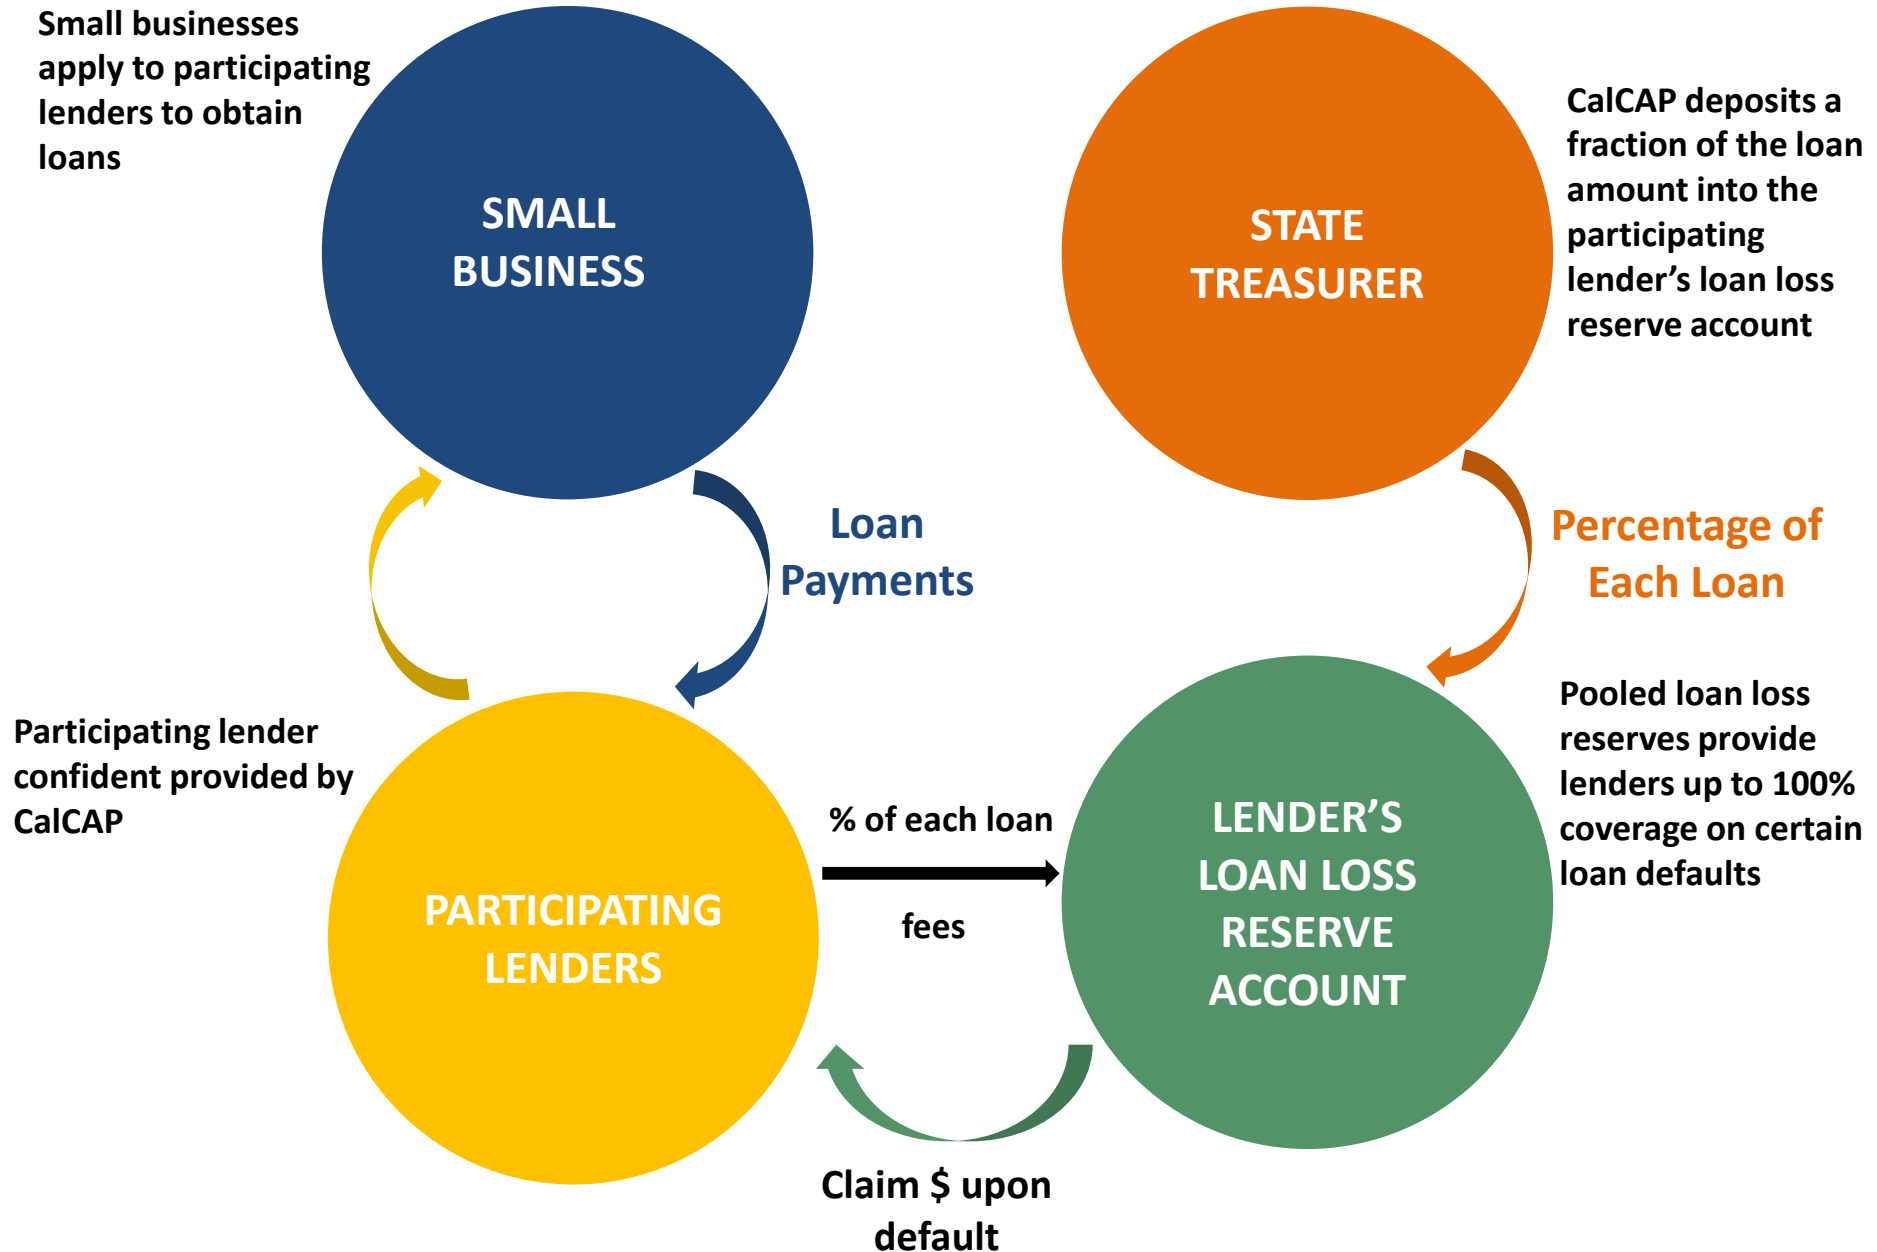 Small businesses
apply to participating
lenders to obtain
loans
SMALL
BUSINESS
STATE
TREASURER
CalCAP deposits a
fraction of the loan
amount into the
participating
lender’s loan loss
reserve account
Loan
Payments
Percentage of
Each Loan
Participating lender
confident provided by
CalCAP
PARTICIPATING
LENDERS
% of each loan
fees
LENDER’S
LOAN LOSS
RESERVE
ACCOUNT
Pooled loan loss
reserves provide
lenders up to 100%
coverage on certain
loan defaults
Claim $ upon
default